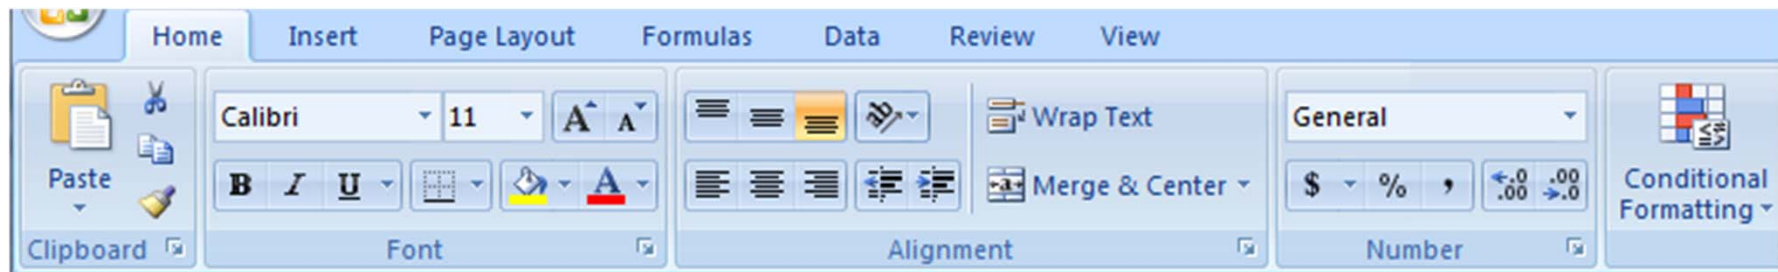 Home Insert Page Layout Formulas Data Review View
Paste
Clipboard
Calibri 11 A A
B I U A
Font
Wrap Text
Merge & Center
Alignment
General
$ % , .0 .00 .00 .0
Number
Conditional
Formatting